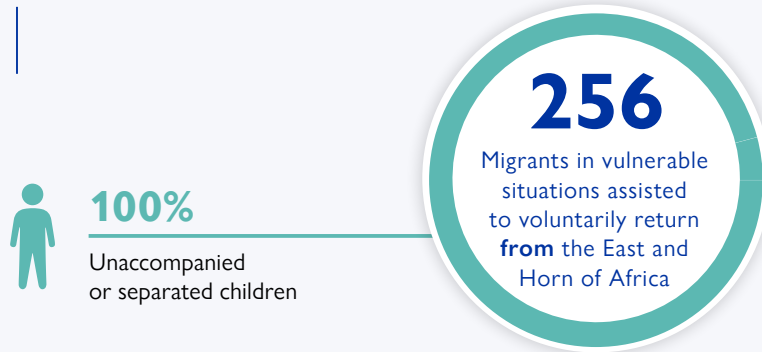 256
Migrants in vulnerable
situations assisted
to voluntarily return
from the East and
Horn of Africa
100%
Unaccompanied
or separated children